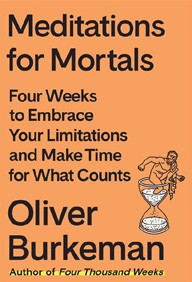 Meditations
for Mortals
Four Weeks
to Embrace
Your Limitations
and Make Time
for What Counts
Oliver
Burkeman
Author of Four Thousand Weeks